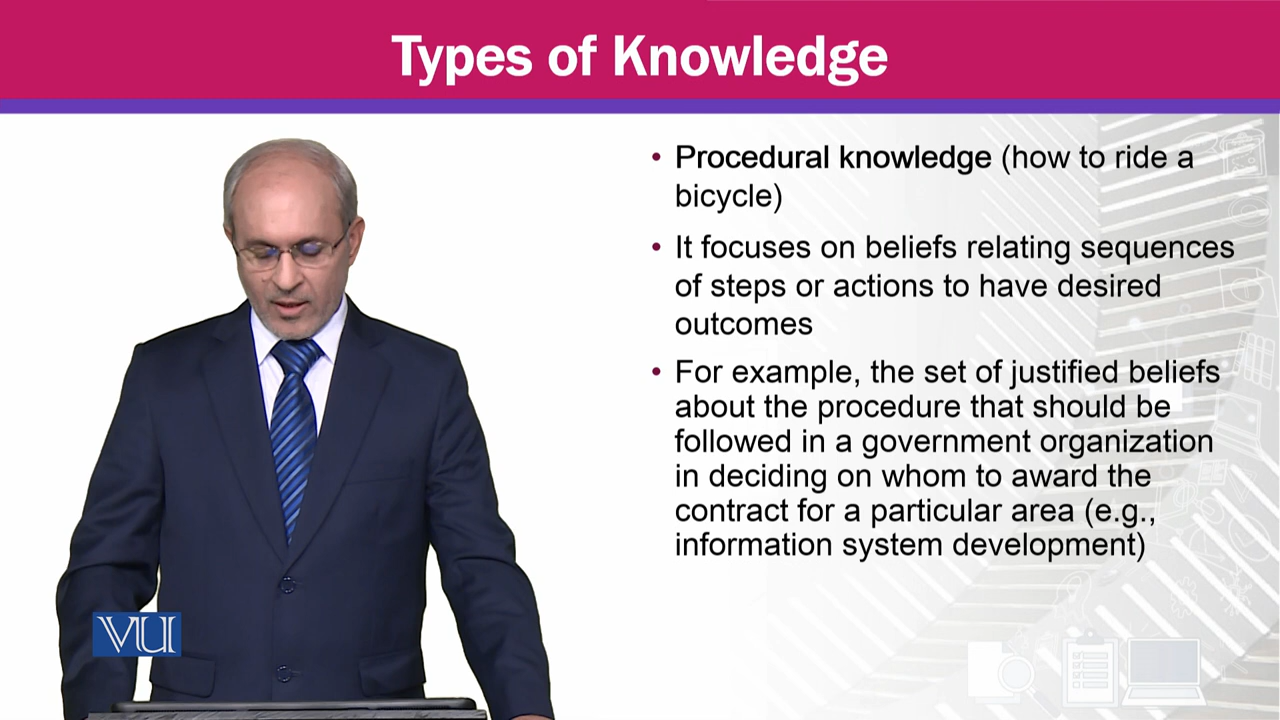 Types of Knowledge
• Procedural knowledge (how to ride a
bicycle)
• It focuses on beliefs relating sequences
of steps or actions to have desired
outcomes
• For example, the set of justified beliefs
about the procedure that should be
followed in a government organization
in deciding on whom to award the
contract for a particular area (e.g.,
information system development)
VU